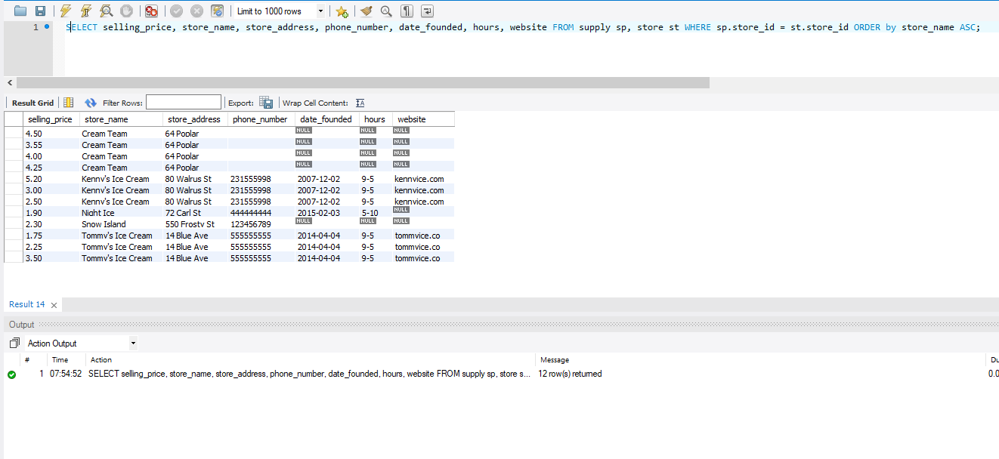 Limit to 1000 rows
1 SELECT selling_price, store_name, store_address, phone_number, date_founded, hours, website FROM supply sp, store st WHERE sp.store_id = st.store_id ORDER by store_name ASC;
Result Grid Filter Rows: Export: Wrap Cell Content: IA
selling_price store_name store_address phone_number date_founded hours website
4.50 Cream Team 64 Poplar NULL NULL NULL
3.55 Cream Team 64 Poplar NULL NULL NULL
4.00 Cream Team 64 Poplar NULL NULL NULL
4.25 Cream Team 64 Poplar NULL NULL NULL
5.20 Kenny's Ice Cream 80 Walrus St 231555998 2007-12-02 9-5 kennyice.com
3.00 Kenny's Ice Cream 80 Walrus St 231555998 2007-12-02 9-5 kennyice.com
2.50 Kenny's Ice Cream 80 Walrus St 231555998 2007-12-02 9-5 kennyice.com
1.90 Night Ice 72 Carl St 444444444 2015-02-03 5-10 NULL
2.30 Snow Island 550 Frosty St 123456789 NULL NULL NULL
1.75 Tommy's Ice Cream 14 Blue Ave 555555555 2014-04-04 9-5 tommyice.co
2.25 Tommy's Ice Cream 14 Blue Ave 555555555 2014-04-04 9-5 tommyice.co
3.50 Tommy's Ice Cream 14 Blue Ave 555555555 2014-04-04 9-5 tommyice.co
Result 14
Output
Action Output
# Time Action Message Du
1 07:54:52 SELECT selling_price, store_name, store_address, phone_number, date_founded, hours, website FROM supply sp, store s... 12 row(s) returned 0.0